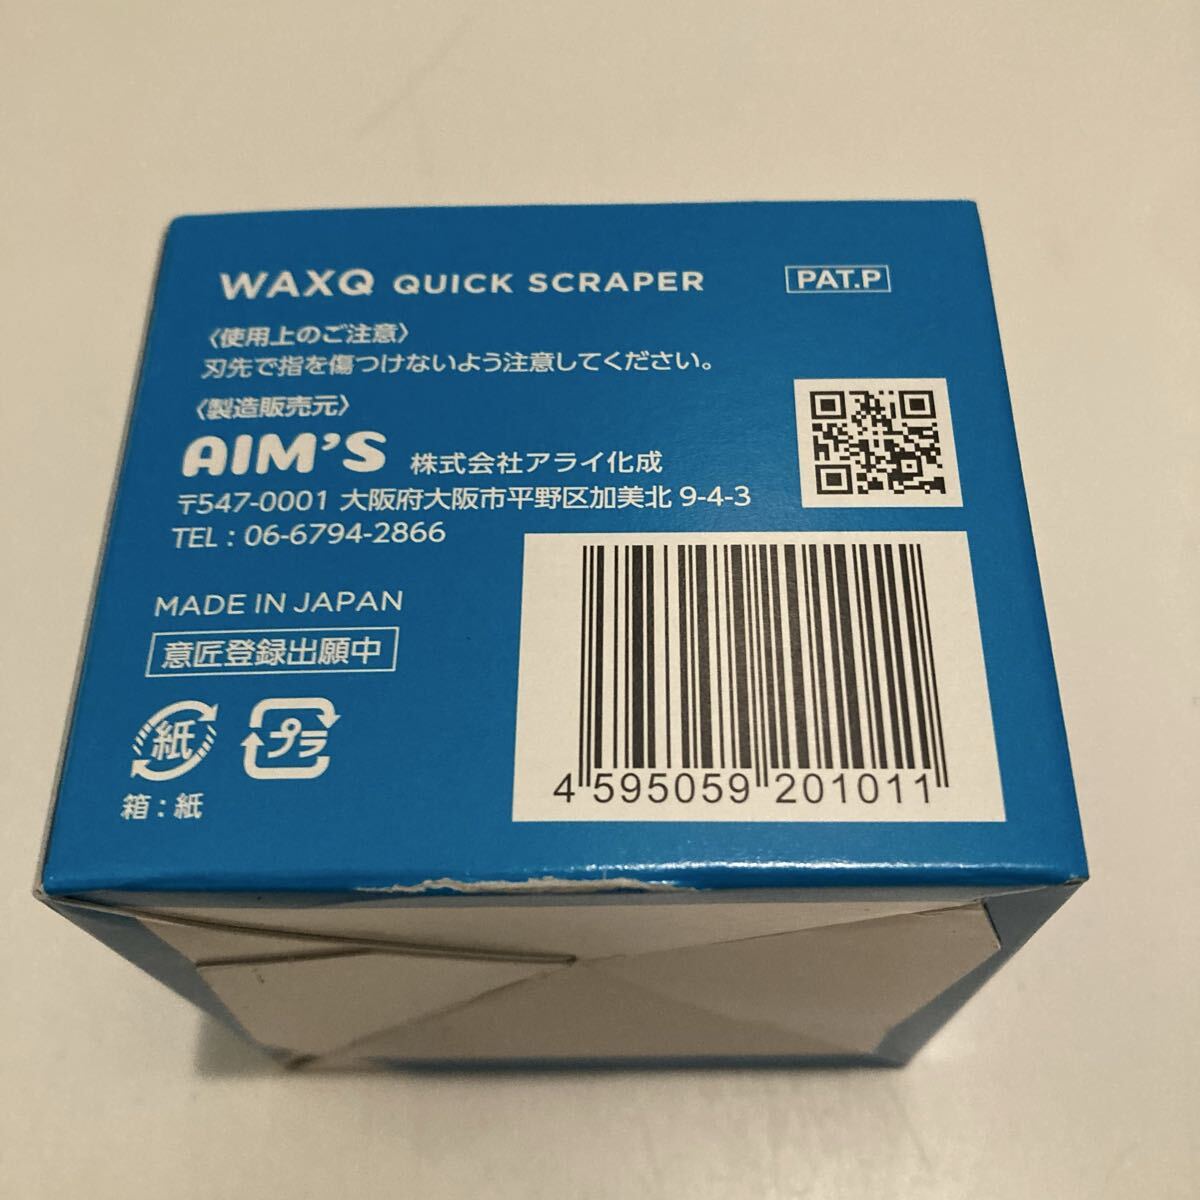 WAXQ QUICK SCRAPER
PAT.P
〈使用上のご注意〉
刃先で指を傷つけないよう注意してください。
〈製造販売元〉
AIM'S 株式会社アライ化成
〒547-0001 大阪府大阪市平野区加美北 9-4-3
TEL : 06-6794-2866
MADE IN JAPAN
意匠登録出願中
紙
プラ
箱 : 紙
4 595059 201011